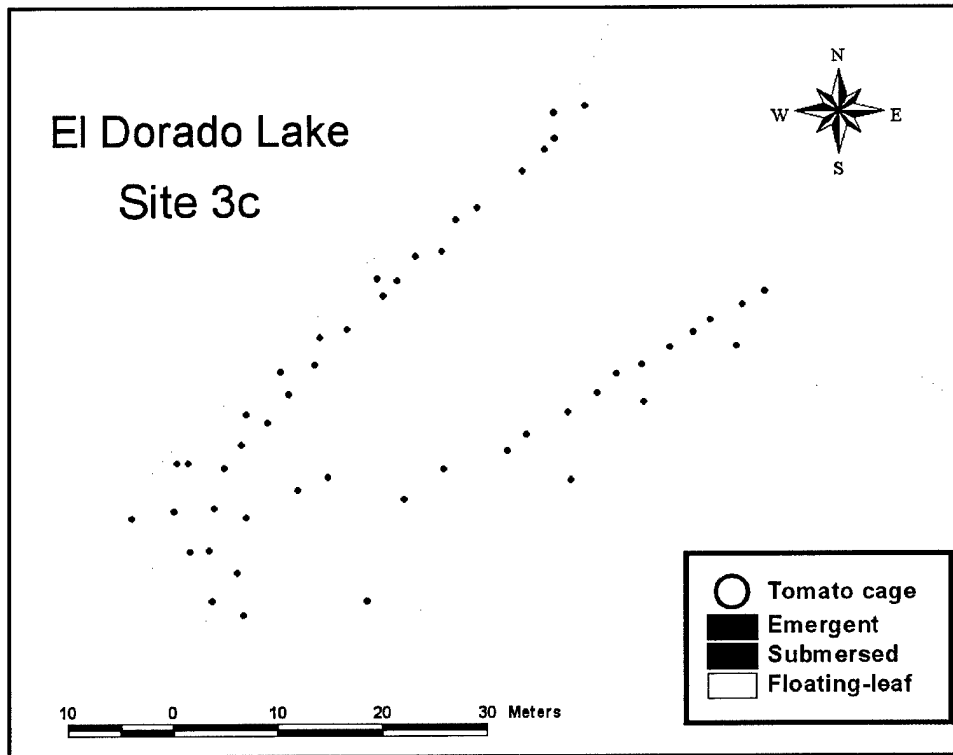 El Dorado Lake
Site 3c
N
W E
S
Tomato cage
Emergent
Submersed
Floating-leaf
10 0 10 20 30 Meters